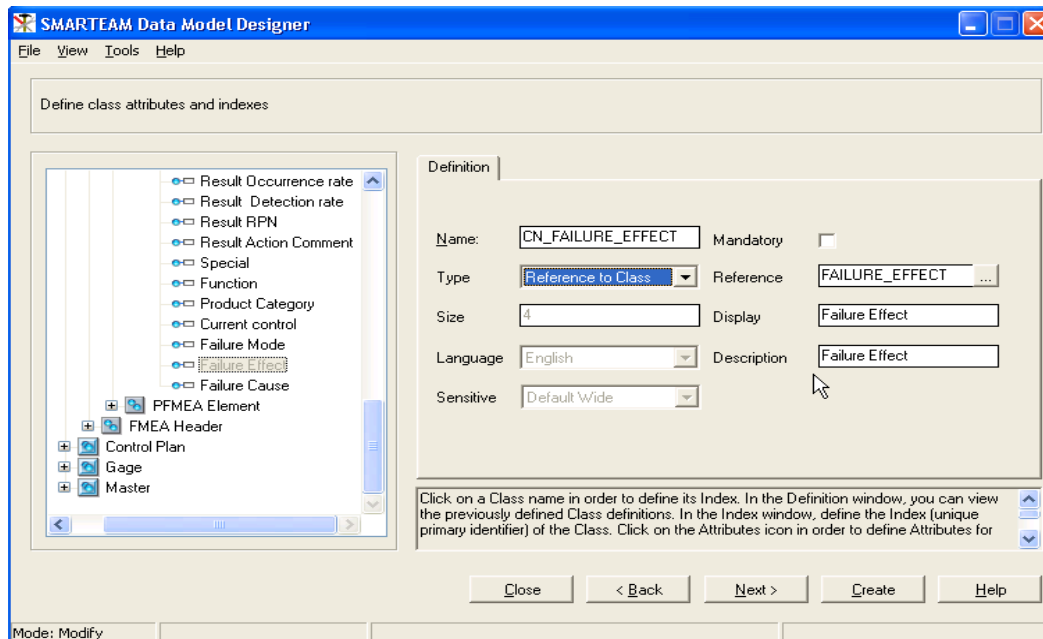 SMARTEAM Data Model Designer
File View Tools Help
Define class attributes and indexes
Result Occurrence rate
Result Detection rate
Result RPN
Result Action Comment
Special
Function
Product Category
Current control
Failure Mode
Failure Effect
Failure Cause
PFMEA Element
FMEA Header
Control Plan
Gage
Master
Definition
Name: CN_FAILURE_EFFECT Mandatory
Type Reference to Class Reference FAILURE_EFFECT ...
Size 4 Display Failure Effect
Language English Description Failure Effect
Sensitive Default Wide
Click on a Class name in order to define its Index. In the Definition window, you can view
the previously defined Class definitions. In the Index window, define the Index (unique
primary identifier) of the Class. Click on the Attributes icon in order to define Attributes for
Close < Back Next > Create Help
Mode: Modify